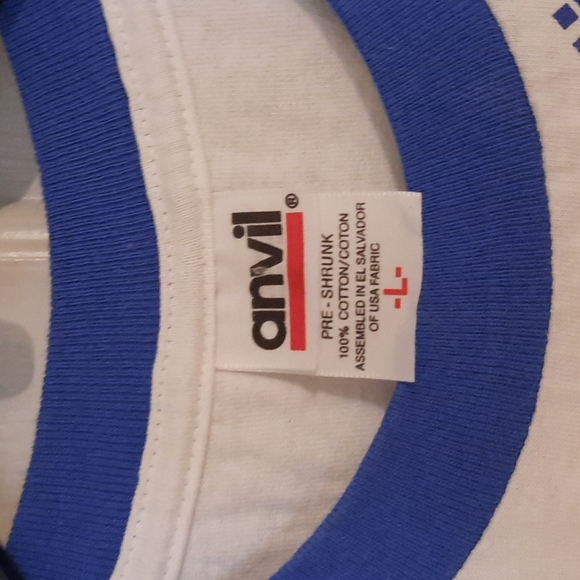 anvil®
PRE - SHRUNK
100% COTTON/COTON
ASSEMBLED IN EL SALVADOR
OF USA FABRIC
-L-